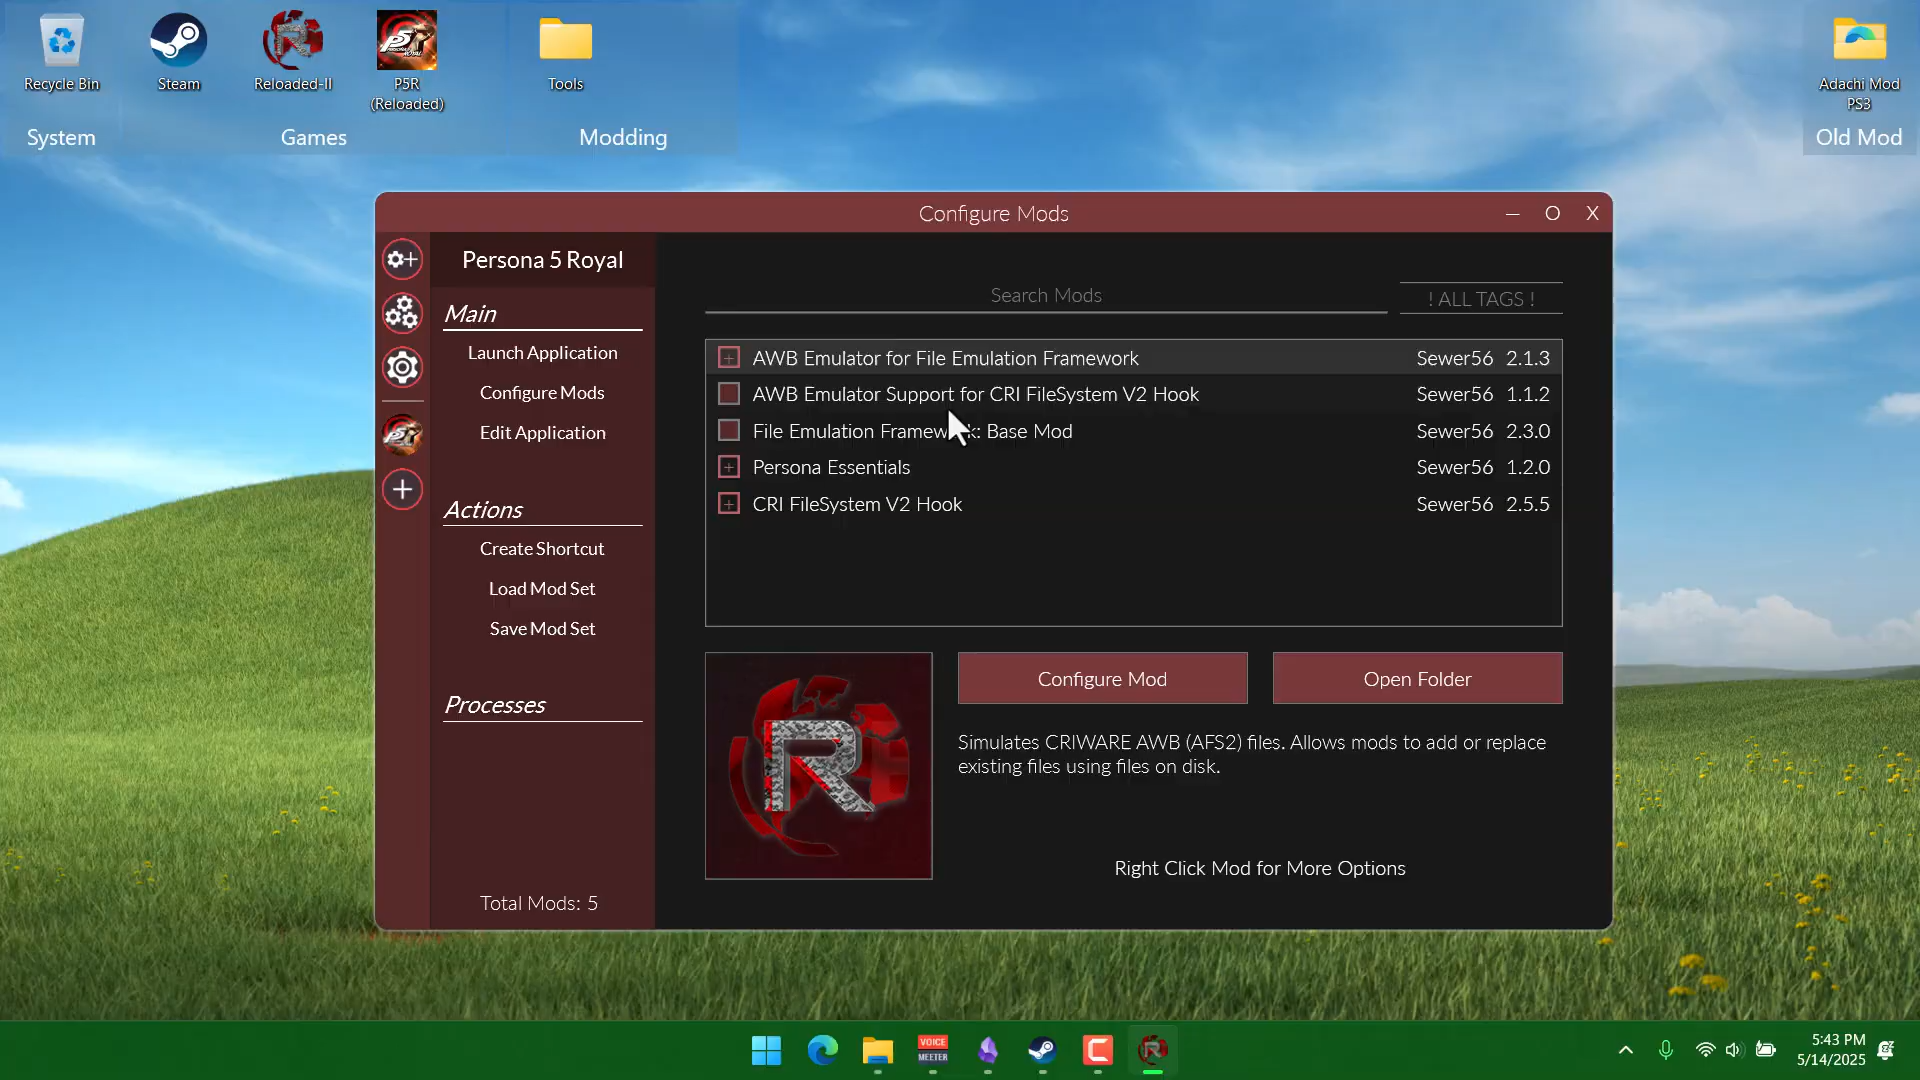 Recycle Bin
Steam
Reloaded-II
P5R
(Reloaded)
Tools
Adachi Mod
PS3
System
Games
Modding
Old Mod
Configure Mods
Persona 5 Royal
Main
Launch Application
Configure Mods
Edit Application
Actions
Create Shortcut
Load Mod Set
Save Mod Set
Processes
Total Mods: 5
Search Mods
! ALL TAGS !
AWB Emulator for File Emulation Framework Sewer56 2.1.3
AWB Emulator Support for CRI FileSystem V2 Hook Sewer56 1.1.2
File Emulation Framework: Base Mod Sewer56 2.3.0
Persona Essentials Sewer56 1.2.0
CRI FileSystem V2 Hook Sewer56 2.5.5
Configure Mod
Open Folder
Simulates CRIWARE AWB (AFS2) files. Allows mods to add or replace
existing files using files on disk.
Right Click Mod for More Options
VOICE
MEETER
5:43 PM
5/14/2025